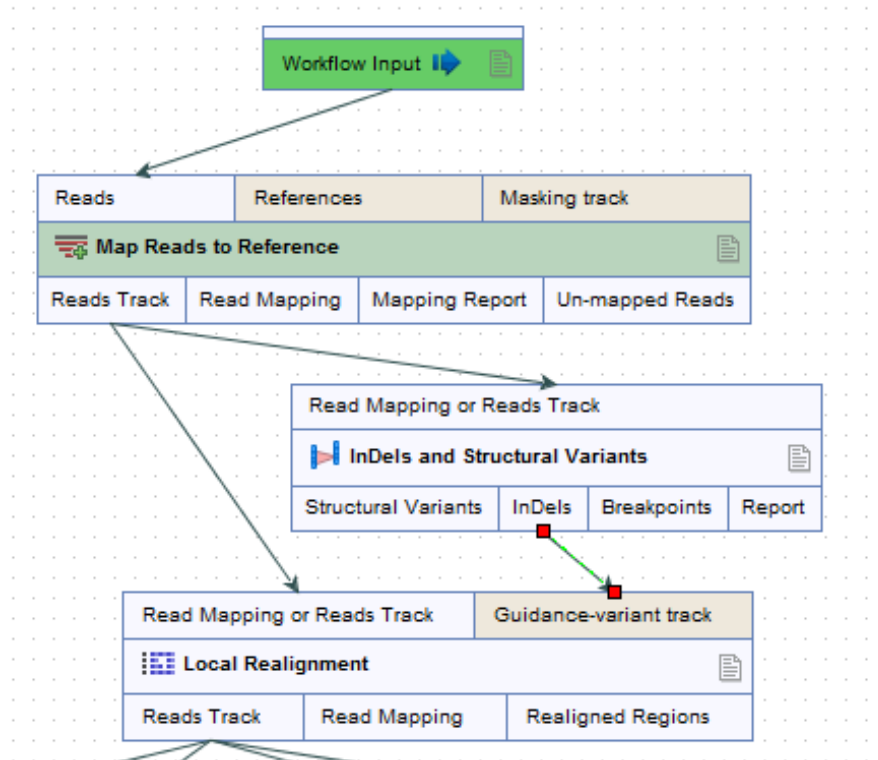 Workflow Input
Reads References Masking track
Map Reads to Reference
Reads Track Read Mapping Mapping Report Un-mapped Reads
Read Mapping or Reads Track
InDels and Structural Variants
Structural Variants InDels Breakpoints Report
Read Mapping or Reads Track Guidance-variant track
Local Realignment
Reads Track Read Mapping Realigned Regions